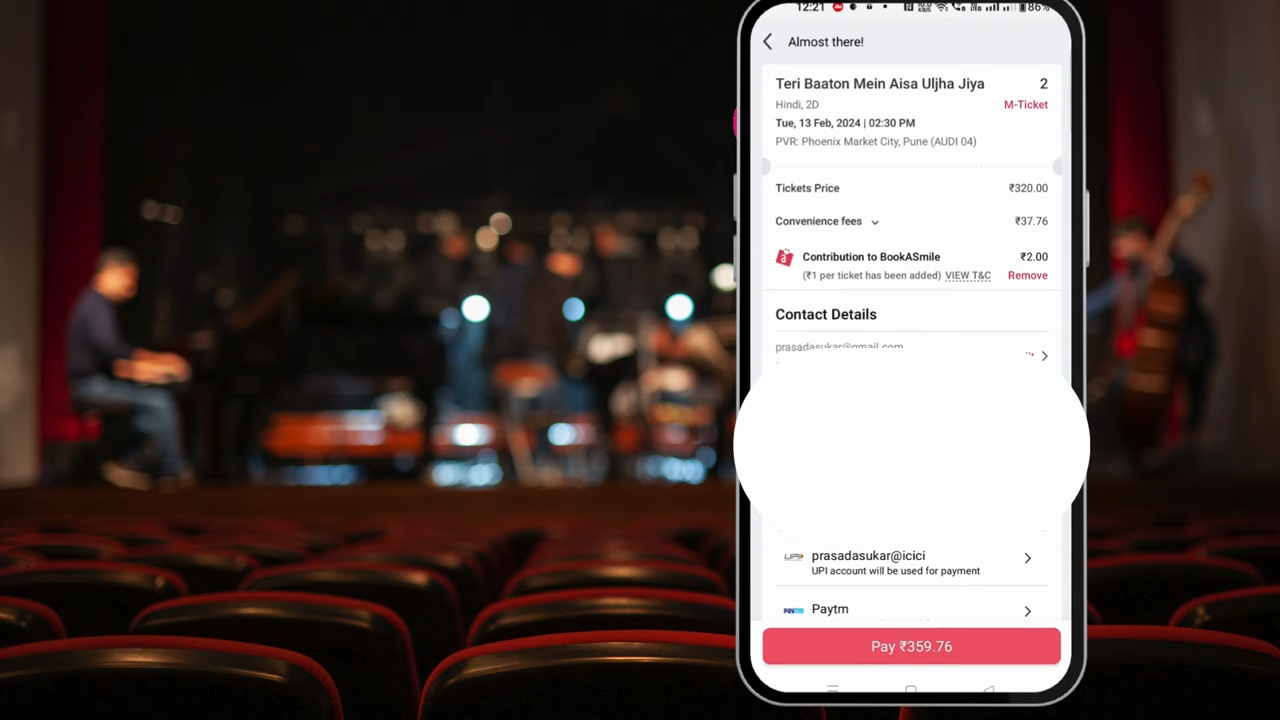 12:21 86%
Almost there!
Teri Baaton Mein Aisa Uljha Jiya 2
Hindi, 2D M-Ticket
Tue, 13 Feb, 2024 | 02:30 PM
PVR: Phoenix Market City, Pune (AUDI 04)
Tickets Price ₹320.00
Convenience fees ₹37.76
Contribution to BookASmile ₹2.00
(₹1 per ticket has been added) VIEW T&C Remove
Contact Details
prasadasukar@gmail.com
UPI prasadasukar@icici
UPI account will be used for payment
paytm Paytm
Pay ₹359.76